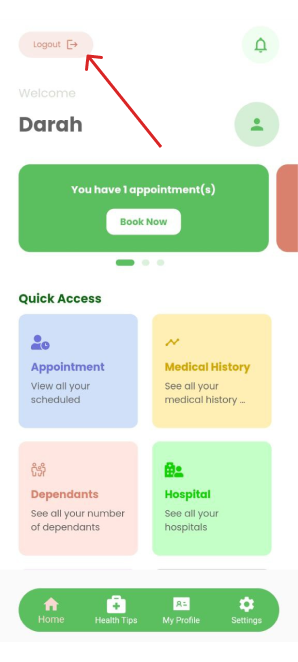 Logout
Welcome
Darah
You have 1 appointment(s)
Book Now
Quick Access
Appointment
View all your
scheduled
Medical History
See all your
medical history ...
Dependants
See all your number
of dependants
Hospital
See all your
hospitals
Home
Health Tips
My Profile
Settings